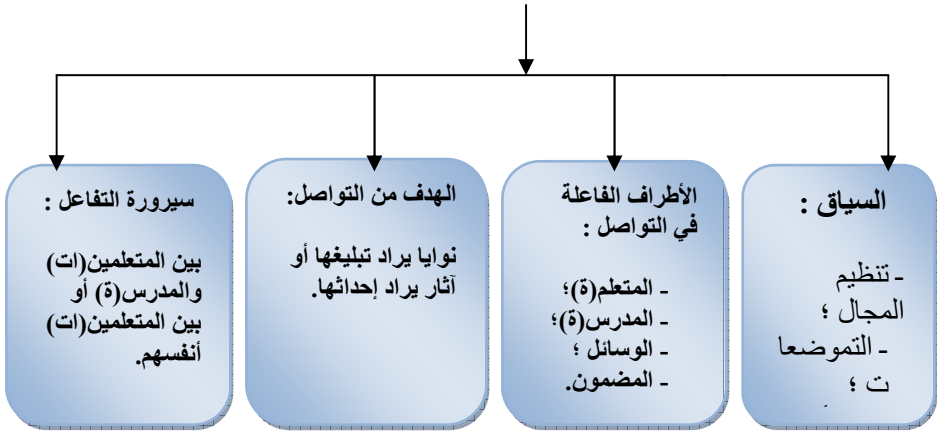 السياق :
- تنظيم
المجال ؛
- التموضعا
ت ؛
الأطراف الفاعلة
في التواصل :
- المتعلم(ة)؛
- المدرس(ة)؛
- الوسائل ؛
- المضمون.
الهدف من التواصل:
نوايا يراد تبليغها أو
آثار يراد إحداثها.
سيرورة التفاعل :
بين المتعلمين(ات)
والمدرس(ة) أو
بين المتعلمين(ات)
أنفسهم.